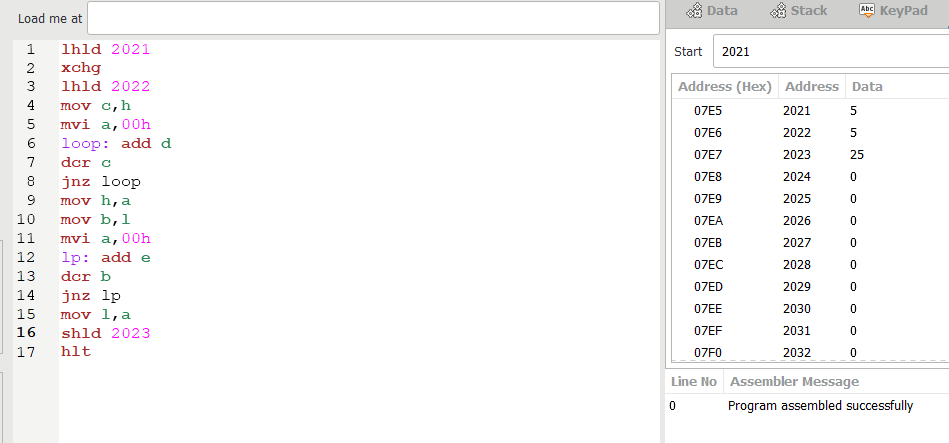 Load me at
1 lhld 2021
2 xchg
3 lhld 2022
4 mov c,h
5 mvi a,00h
6 loop: add d
7 dcr c
8 jnz loop
9 mov h,a
10 mov b,l
11 mvi a,00h
12 lp: add e
13 dcr b
14 jnz lp
15 mov l,a
16 shld 2023
17 hlt
Data Stack KeyPad
Start 2021
Address (Hex) Address Data
07E5 2021 5
07E6 2022 5
07E7 2023 25
07E8 2024 0
07E9 2025 0
07EA 2026 0
07EB 2027 0
07EC 2028 0
07ED 2029 0
07EE 2030 0
07EF 2031 0
07F0 2032 0
Line No Assembler Message
0 Program assembled successfully